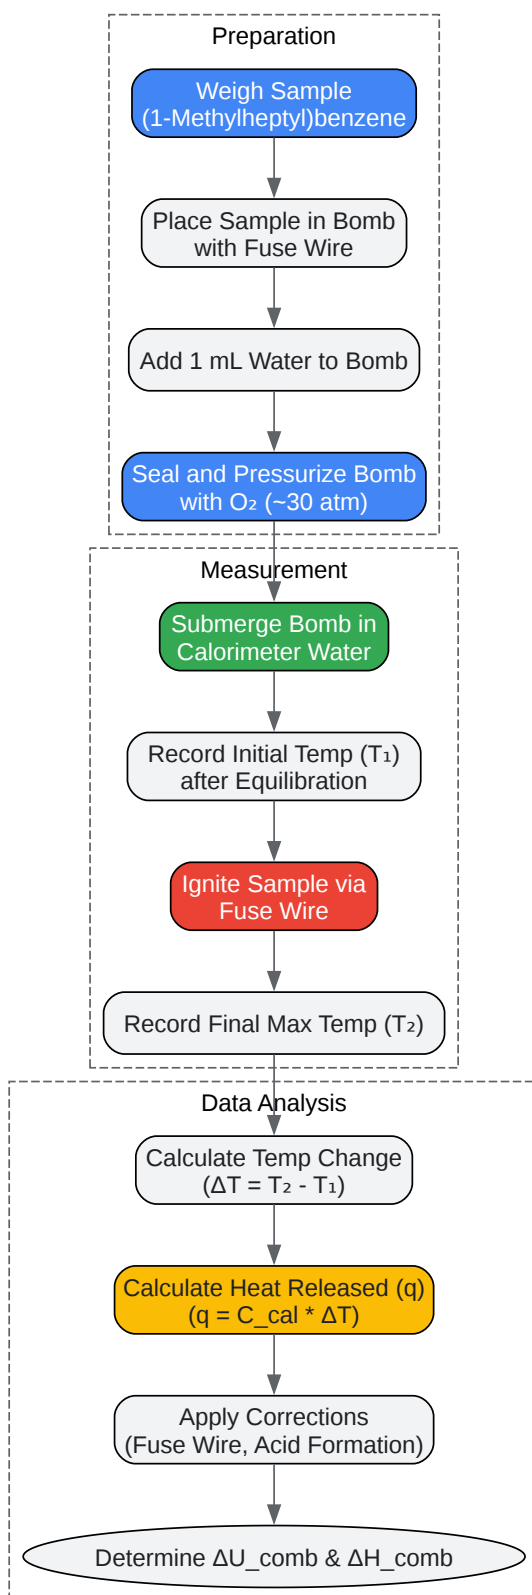 Preparation
Weigh Sample
(1-Methylheptyl)benzene
Place Sample in Bomb
with Fuse Wire
Add 1 mL Water to Bomb
Seal and Pressurize Bomb
with O₂ (~30 atm)
Measurement
Submerge Bomb in
Calorimeter Water
Record Initial Temp (T₁)
after Equilibration
Ignite Sample via
Fuse Wire
Record Final Max Temp (T₂)
Data Analysis
Calculate Temp Change
(ΔT = T₂ - T₁)
Calculate Heat Released (q)
(q = C_cal * ΔT)
Apply Corrections
(Fuse Wire, Acid Formation)
Determine ΔU_comb & ΔH_comb